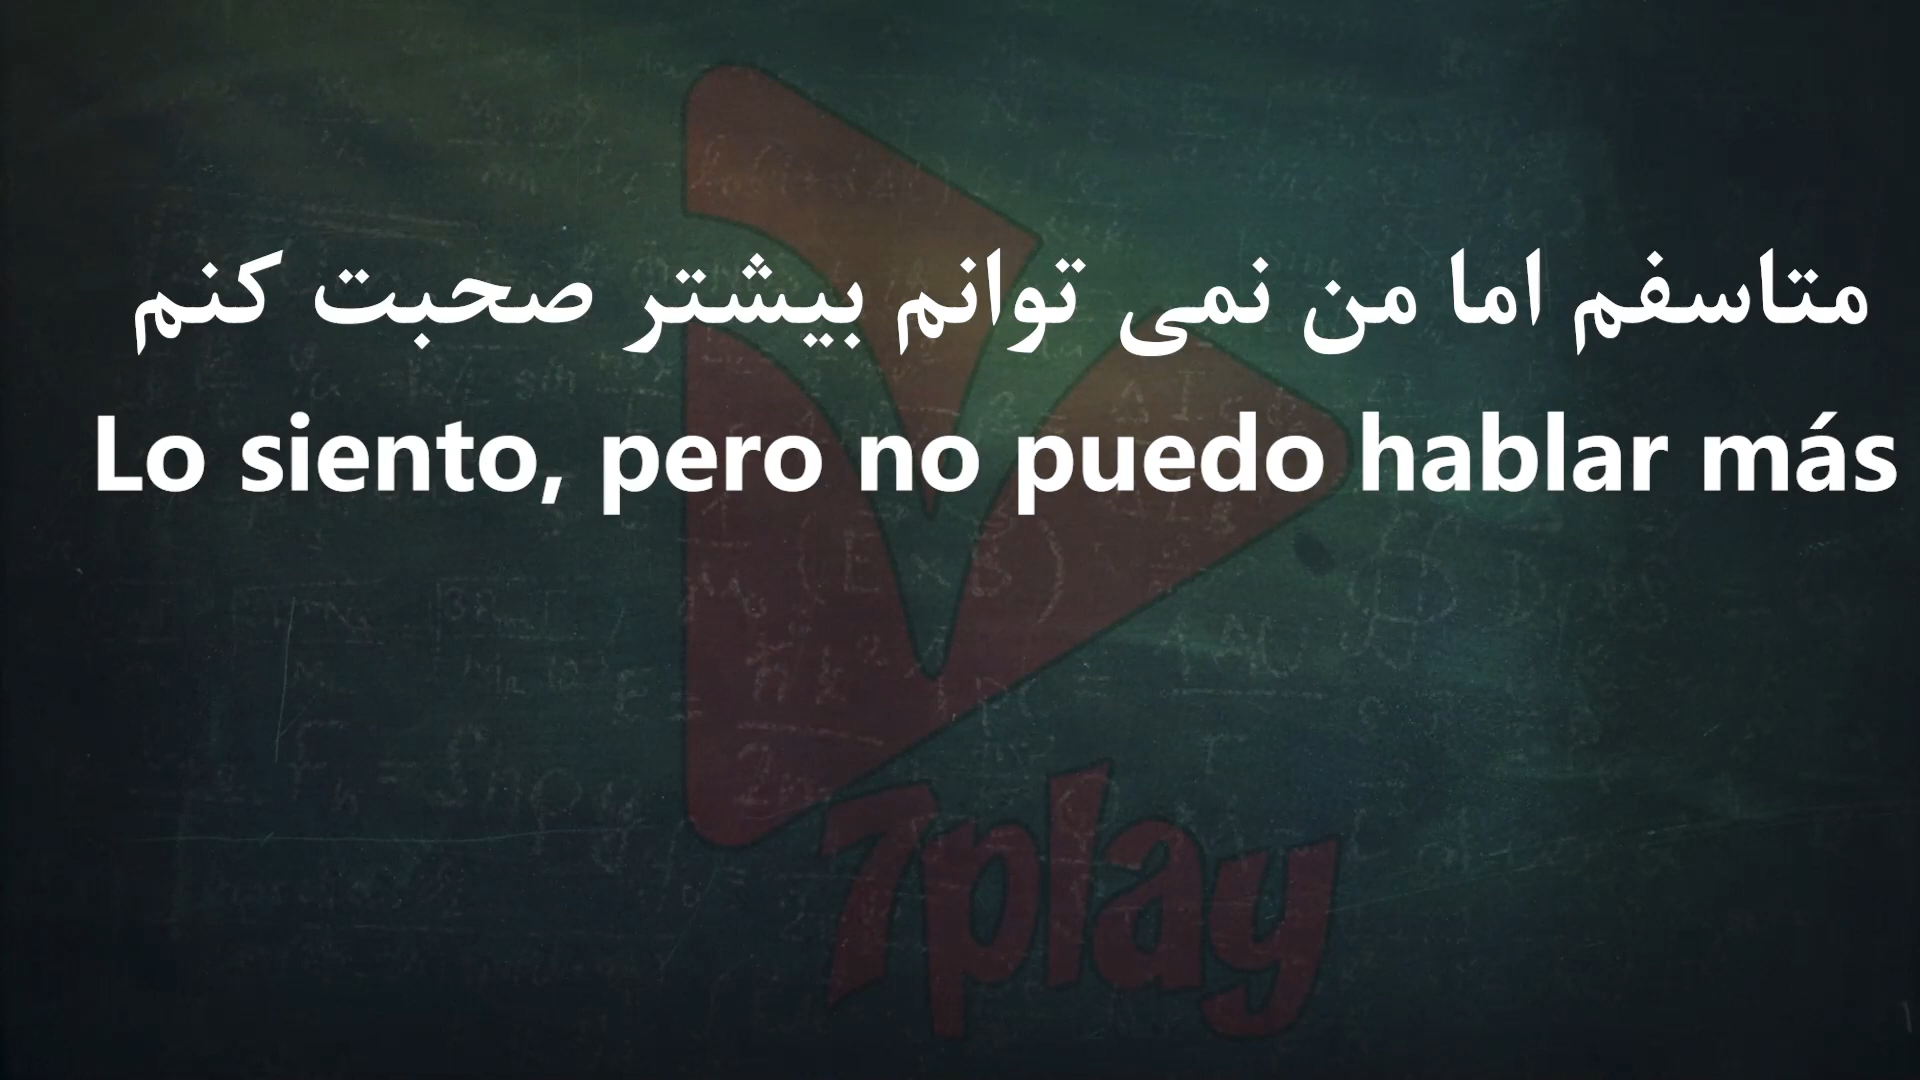 متاسفم اما من نمی توانم بیشتر صحبت کنم
Lo siento, pero no puedo hablar más
7play